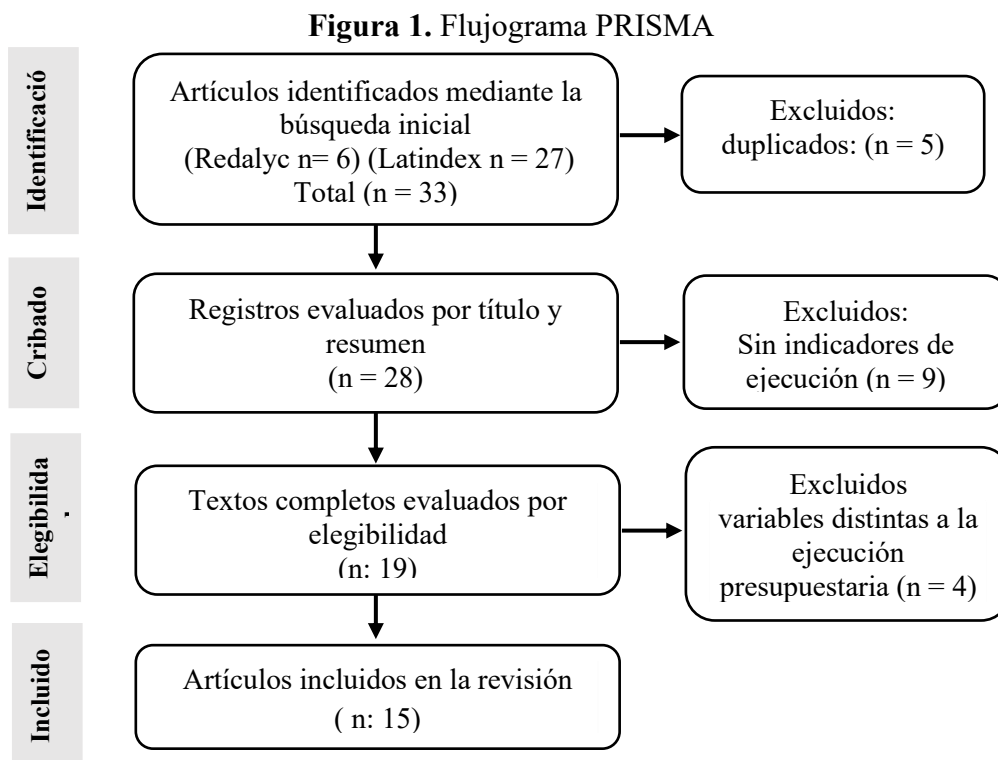 Figura 1. Flujograma PRISMA
Identificació
Artículos identificados mediante la
búsqueda inicial
(Redalyc n= 6) (Latindex n = 27)
Total (n = 33)
Excluidos:
duplicados: (n = 5)
Cribado
Registros evaluados por título y
resumen
(n = 28)
Excluidos:
Sin indicadores de
ejecución (n = 9)
Elegibilida
Textos completos evaluados por
elegibilidad
(n: 19)
Excluidos
variables distintas a la
ejecución
presupuestaria (n = 4)
Incluido
Artículos incluidos en la revisión
( n: 15)